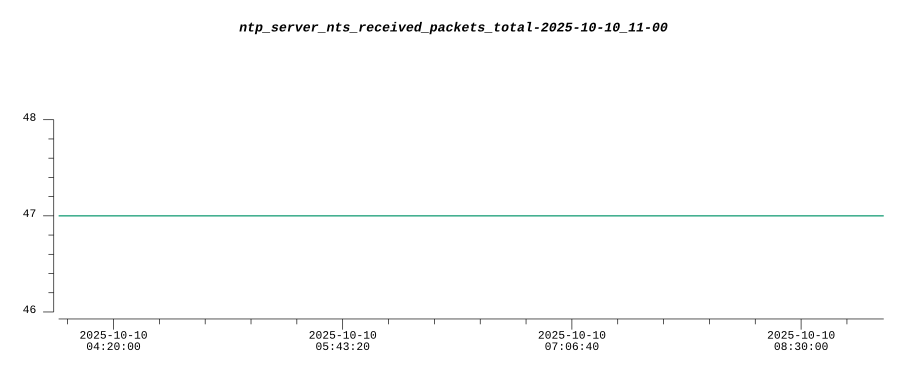 ntp_server_nts_received_packets_total-2025-10-10_11-00
48
47
46
2025-10-10 2025-10-10 2025-10-10 2025-10-10
04:20:00 05:43:20 07:06:40 08:30:00